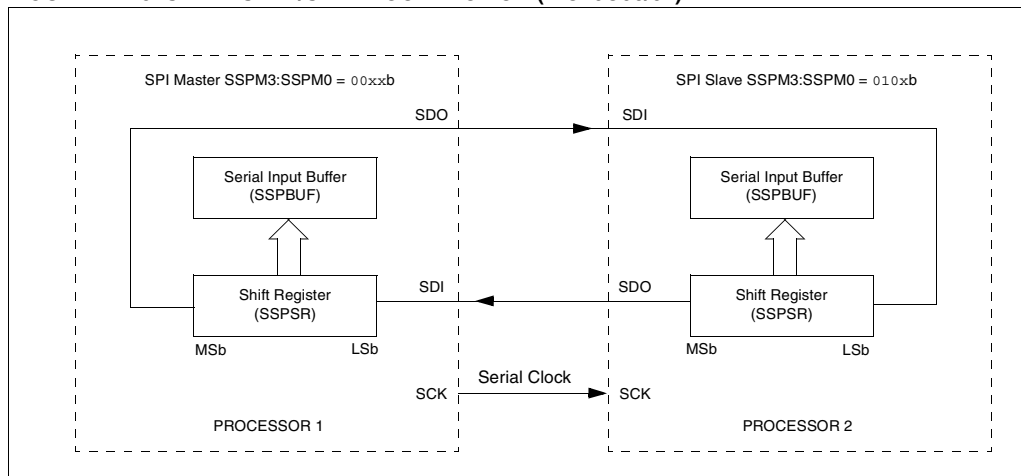 SPI Master SSPM3:SSPM0 = 00xxb
SDO
Serial Input Buffer
(SSPBUF)
Shift Register
(SSPSR)
MSb
LSb
SDI
SCK
PROCESSOR 1
Serial Clock
SPI Slave SSPM3:SSPM0 = 010xb
SDI
Serial Input Buffer
(SSPBUF)
SDO
Shift Register
(SSPSR)
MSb
LSb
SCK
PROCESSOR 2